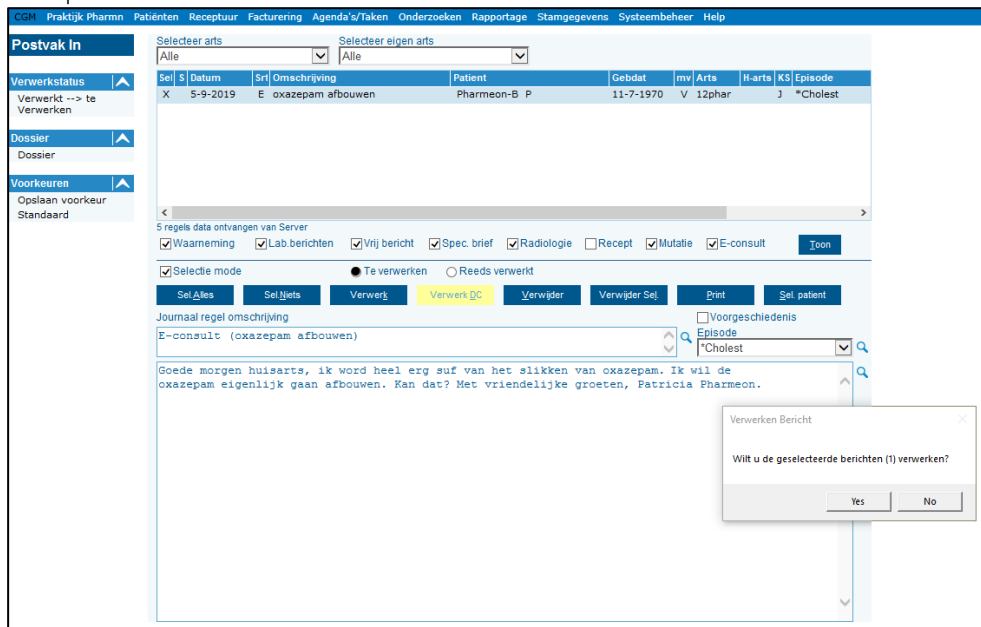 CGM Praktijk Pharmn Patiënten Receptuur Facturering Agenda's/Taken Onderzoeken Rapportage Stamgegevens Systeembeheer Help
Postvak In
Selecteer arts Selecteer eigen arts
Alle Alle
Verwerkstatus
Verwerkt --> te
Verwerken
Dossier
Dossier
Voorkeuren
Opslaan voorkeur
Standaard
Sel S Datum Srt Omschrijving Patient Gebdat mv Arts H-arts KS Episode
X 5-9-2019 E oxazepam afbouwen Pharmeon-B P 11-7-1970 V 12phar J *Cholest
5 regels data ontvangen van Server
Waarneming Lab.berichten Vrij bericht Spec. brief Radiologie Recept Mutatie E-consult Toon
Selectie mode Te verwerken Reeds verwerkt
Sel.Alles Sel.Niets Verwerk Verwerk DC Verwijder Verwijder Sel. Print Sel. patient
Journaal regel omschrijving Voorgeschiedenis
E-consult (oxazepam afbouwen) Episode
*Cholest
Goede morgen huisarts, ik word heel erg suf van het slikken van oxazepam. Ik wil de
oxazepam eigenlijk gaan afbouwen. Kan dat? Met vriendelijke groeten, Patricia Pharmeon.
Verwerken Bericht
Wilt u de geselecteerde berichten (1) verwerken?
Yes No